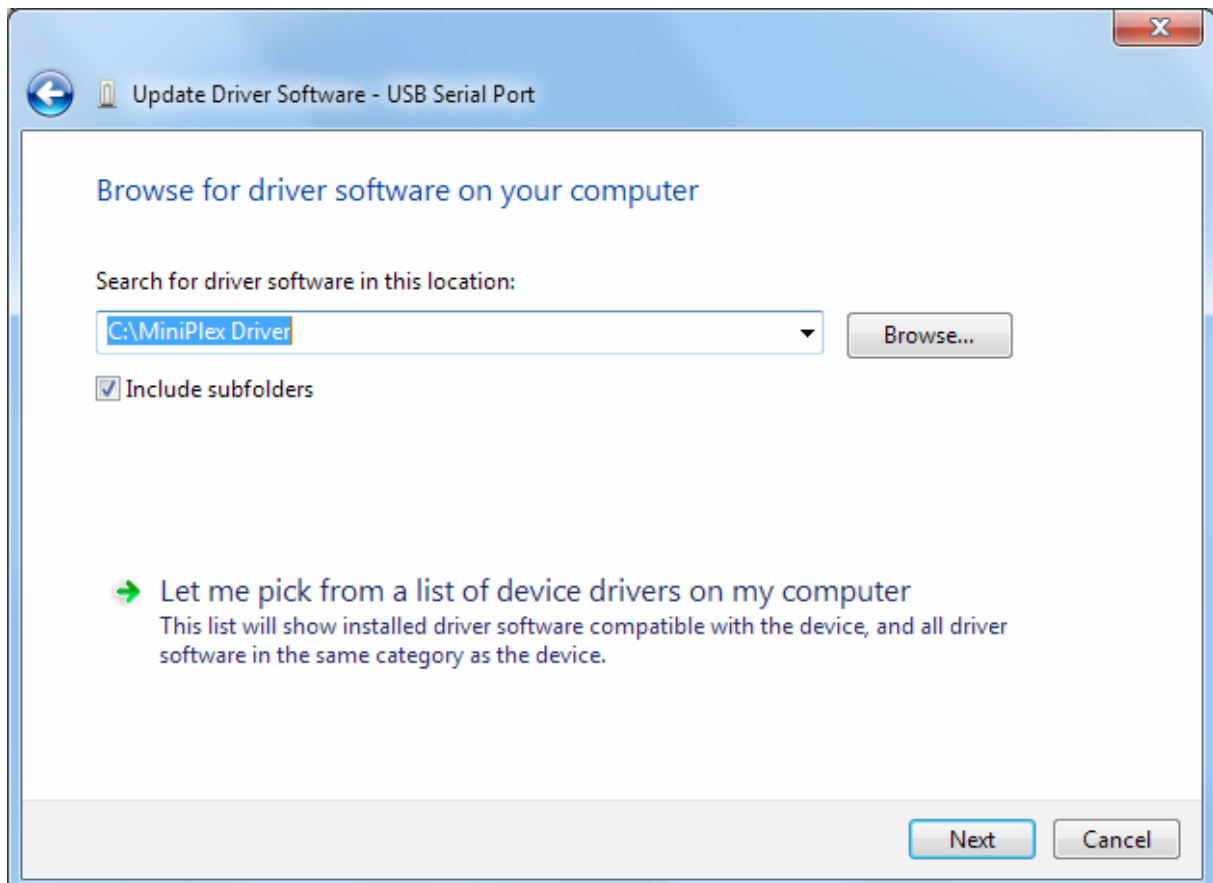 Update Driver Software - USB Serial Port
Browse for driver software on your computer
Search for driver software in this location:
C:\MiniPlex Driver
Browse...
Include subfolders
Let me pick from a list of device drivers on my computer
This list will show installed driver software compatible with the device, and all driver
software in the same category as the device.
Next
Cancel